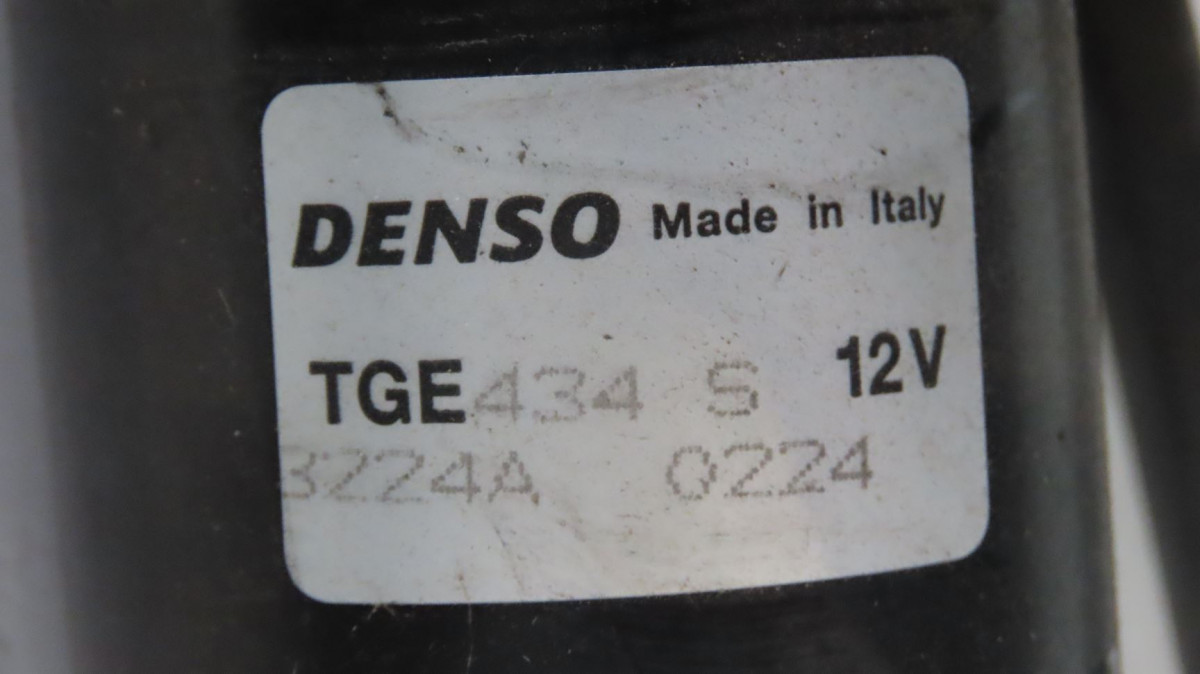 DENSO Made in Italy
TGE434 S 12V
3224A 0224